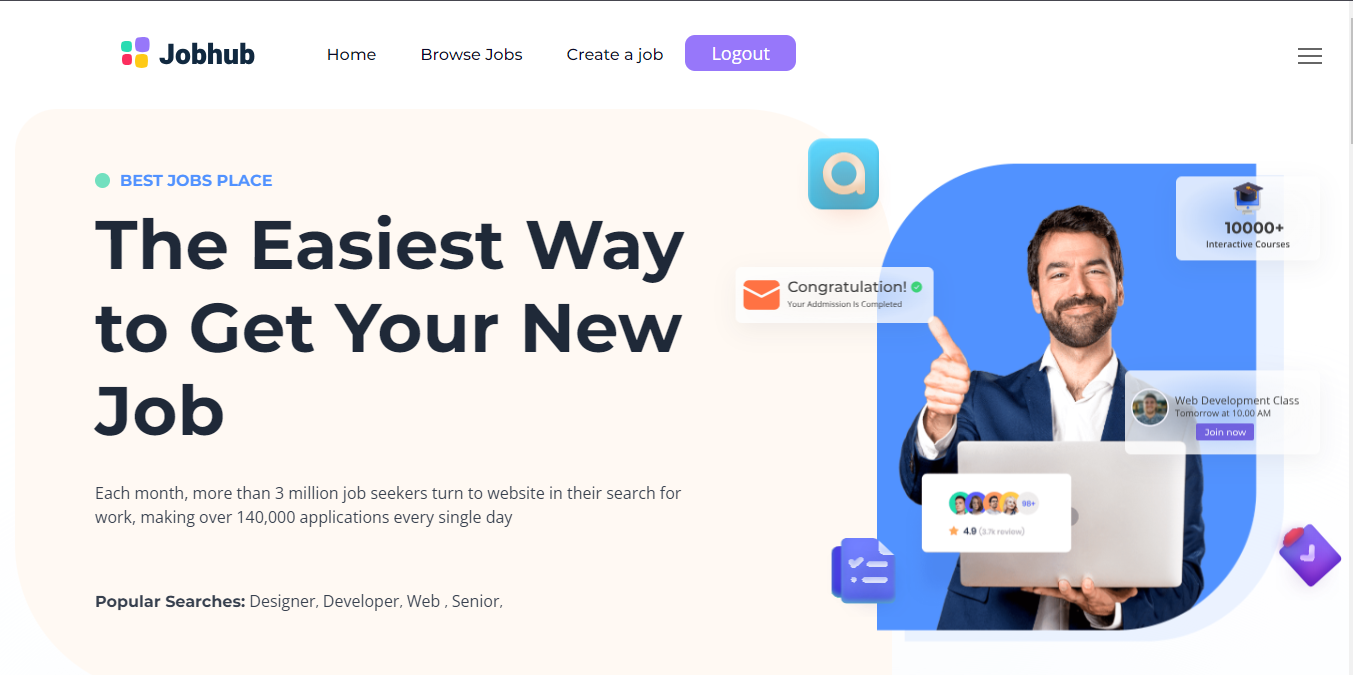 Jobhub
Home
Browse Jobs
Create a job
Logout
BEST JOBS PLACE
The Easiest Way
to Get Your New
Job
Each month, more than 3 million job seekers turn to website in their search for
work, making over 140,000 applications every single day
Popular Searches: Designer, Developer, Web , Senior,
10000+
Interactive Courses
Congratulation!
Your Addmission Is Completed
Web Development Class
Tomorrow at 10.00 AM
Join now
98+
4.9 (3.7k review)